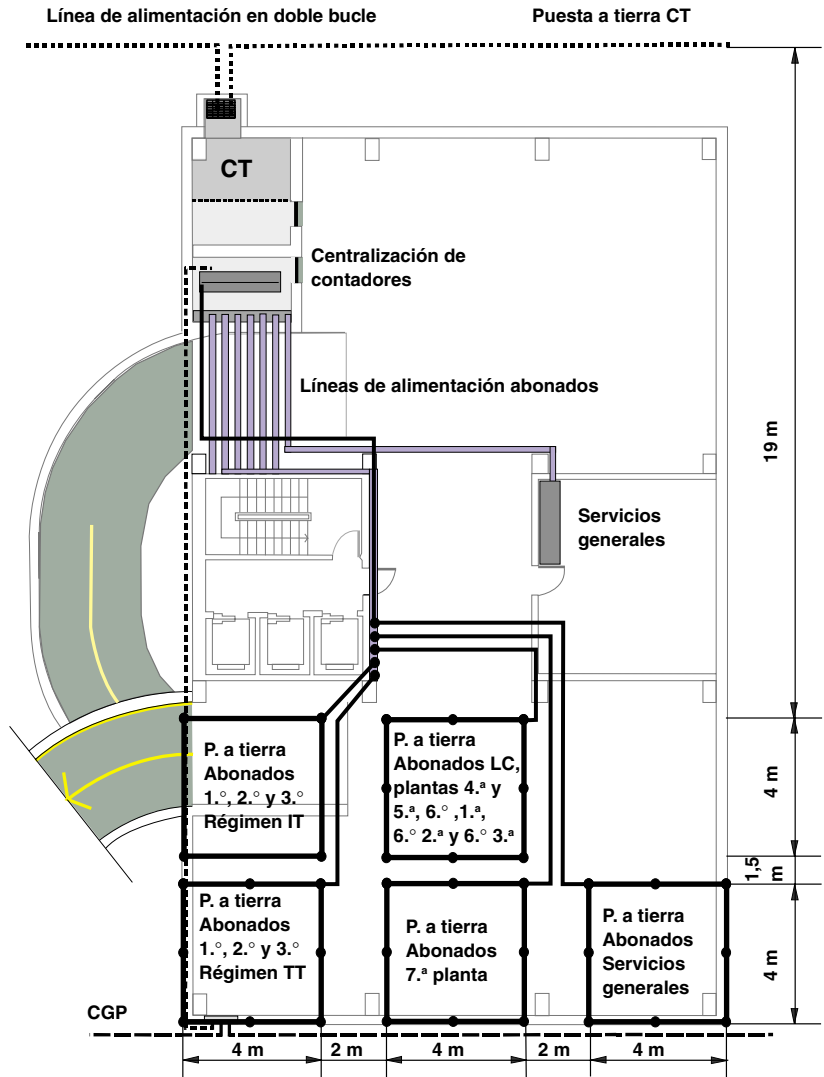 Línea de alimentación en doble bucle
Puesta a tierra CT
CT
Centralización de
contadores
Líneas de alimentación abonados
19 m
Servicios
generales
P. a tierra
Abonados
1.°, 2.° y 3.°
Régimen IT
P. a tierra
Abonados LC,
plantas 4.ª y
5.ª, 6.° ,1.ª,
6.° 2.ª y 6.° 3.ª
4 m
1,5
m
P. a tierra
Abonados
1.°, 2.° y 3.°
Régimen TT
P. a tierra
Abonados
7.ª planta
P. a tierra
Abonados
Servicios
generales
4 m
CGP
4 m
2 m
4 m
2 m
4 m